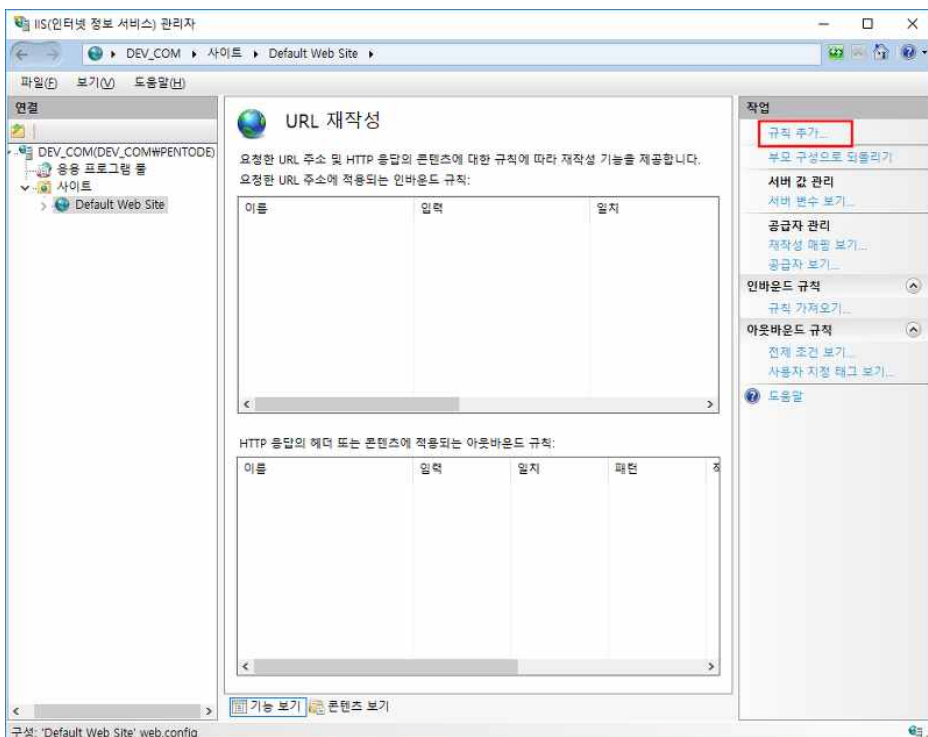 IIS(인터넷 정보 서비스) 관리자
DEV_COM ▸ 사이트 ▸ Default Web Site ▸
파일(F) 보기(V) 도움말(H)
연결
DEV_COM(DEV_COM₩PENTODE)
응용 프로그램 풀
사이트
Default Web Site
URL 재작성
요청한 URL 주소 및 HTTP 응답의 콘텐츠에 대한 규칙에 따라 재작성 기능을 제공합니다.
요청한 URL 주소에 적용되는 인바운드 규칙:
이름 입력 일치
HTTP 응답의 헤더 또는 콘텐츠에 적용되는 아웃바운드 규칙:
이름 입력 일치 패턴
기능 보기 콘텐츠 보기
작업
규칙 추가...
부모 구성으로 되돌리기
서버 값 관리
서버 변수 보기...
공급자 관리
재작성 매핑 보기...
공급자 보기...
인바운드 규칙
규칙 가져오기...
아웃바운드 규칙
전제 조건 보기...
사용자 지정 태그 보기...
도움말
구성: 'Default Web Site' web.config